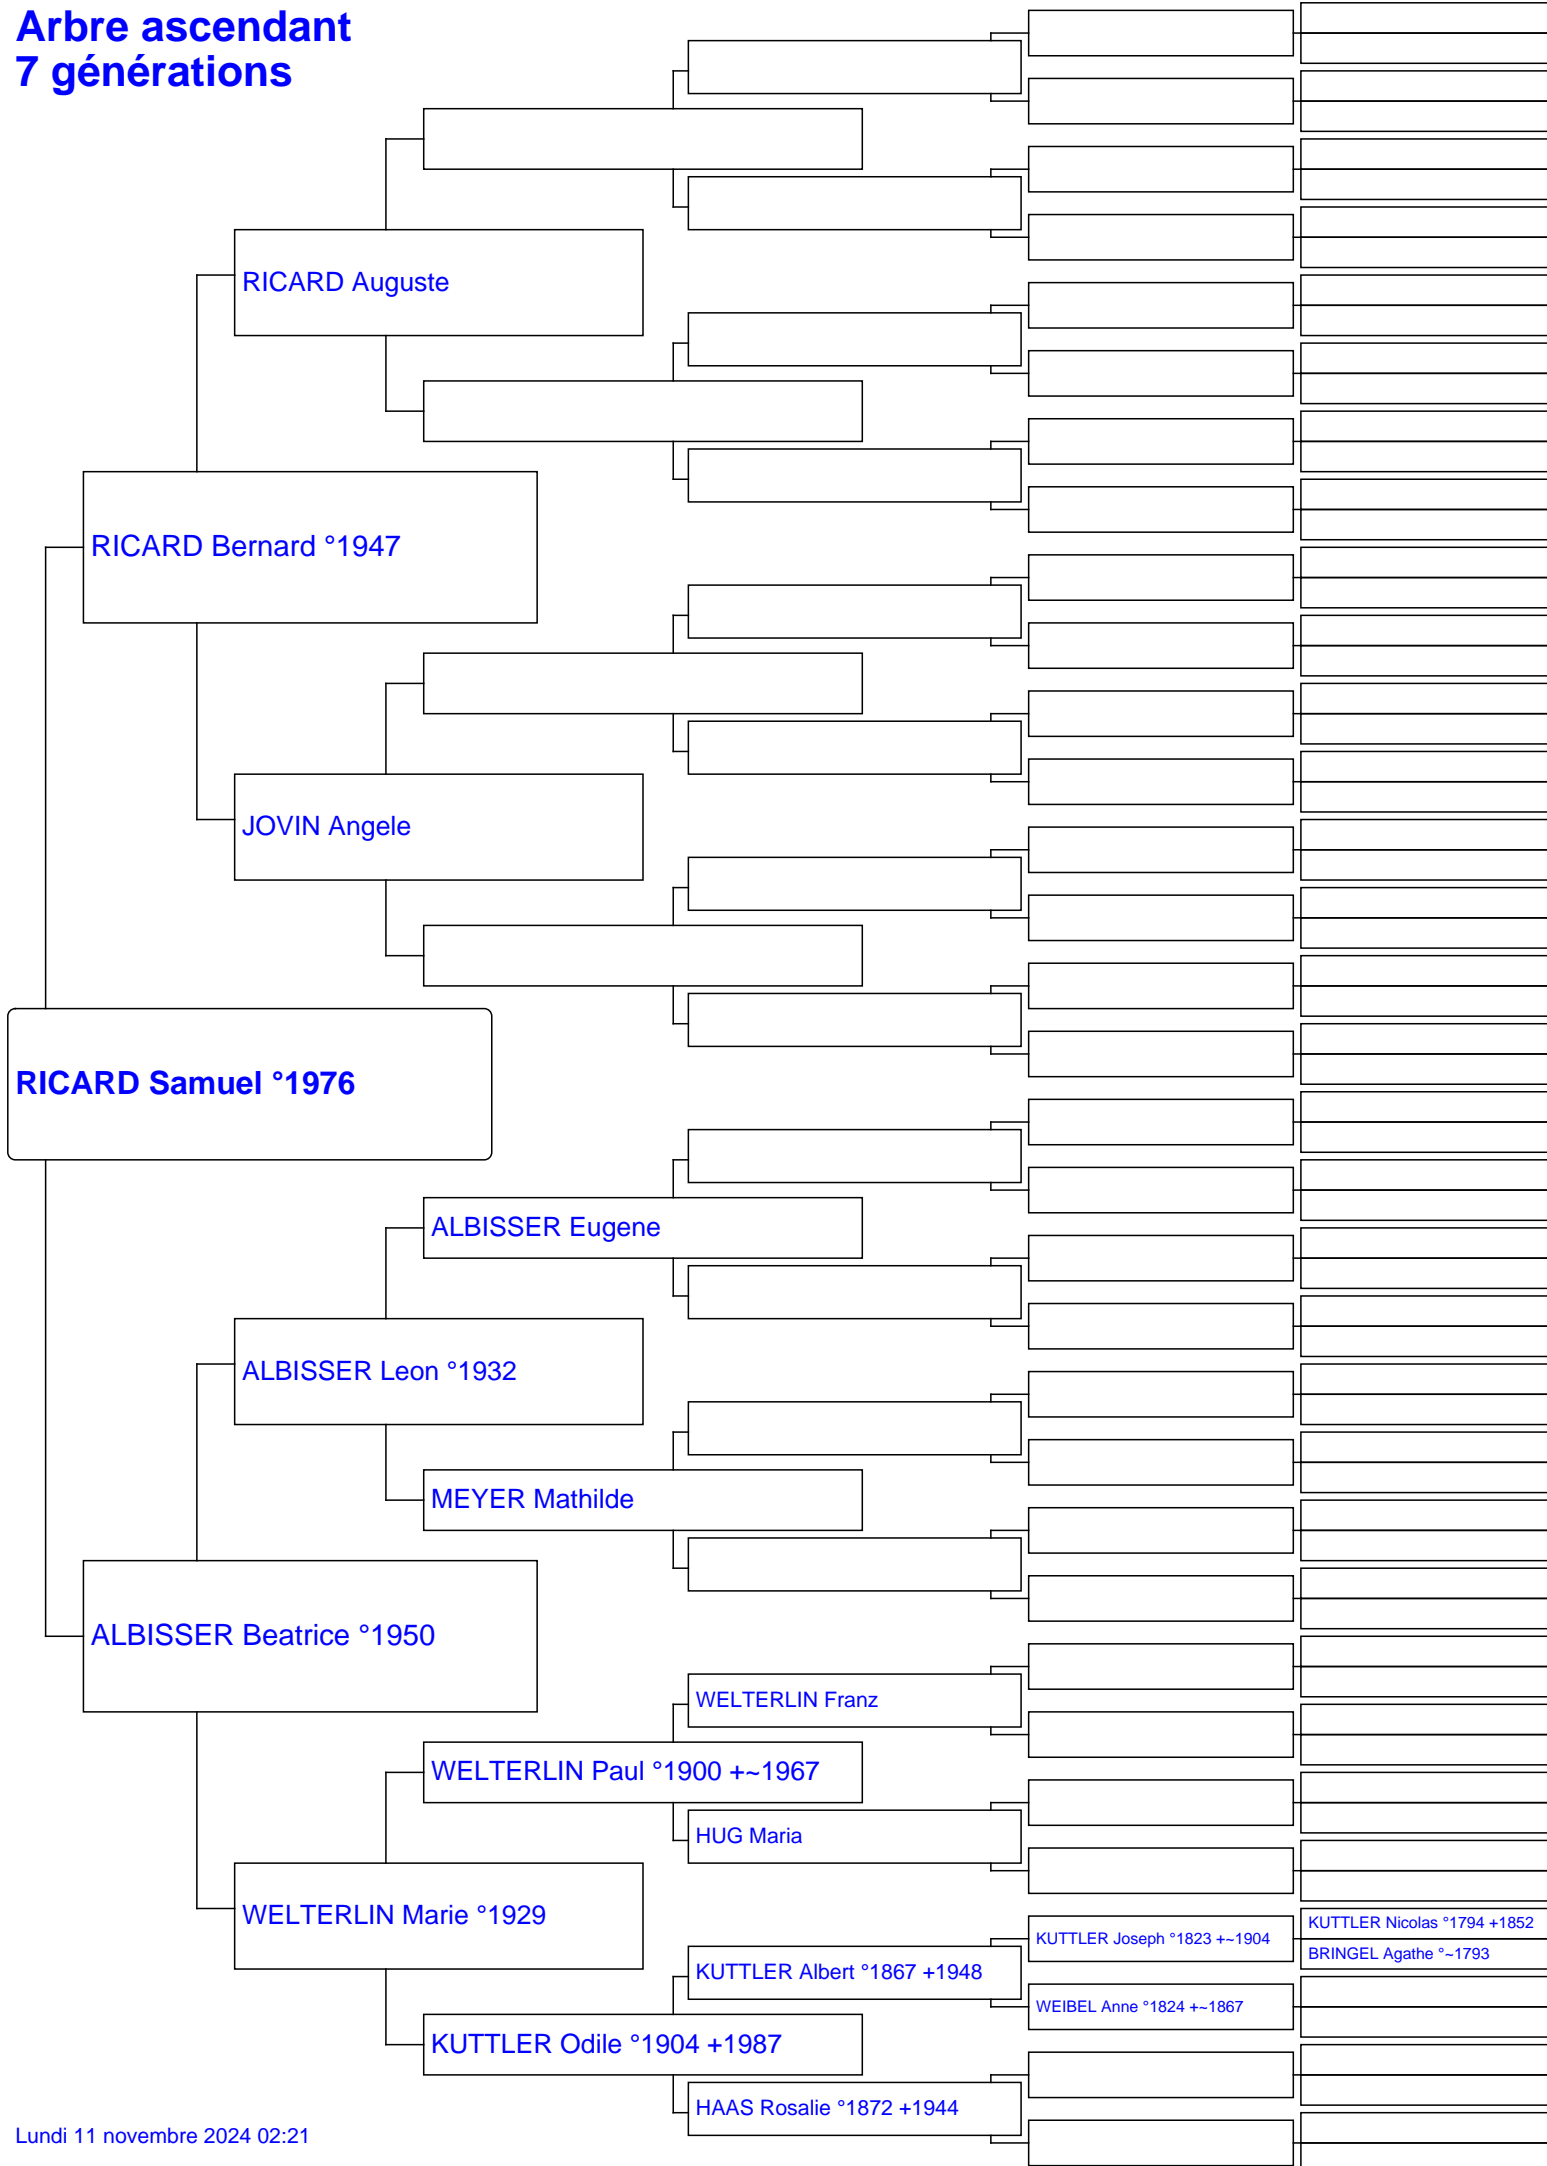 Arbre ascendant
7 générations
RICARD Auguste
RICARD Bernard °1947
JOVIN Angele
RICARD Samuel °1976
ALBISSER Eugene
ALBISSER Leon °1932
MEYER Mathilde
ALBISSER Beatrice °1950
WELTERLIN Franz
WELTERLIN Paul °1900 +~1967
HUG Maria
WELTERLIN Marie °1929
KUTTLER Nicolas °1794 +1852
KUTTLER Joseph °1823 +~1904
BRINGEL Agathe °~1793
KUTTLER Albert °1867 +1948
WEIBEL Anne °1824 +~1867
KUTTLER Odile °1904 +1987
HAAS Rosalie °1872 +1944
Lundi 11 novembre 2024 02:21